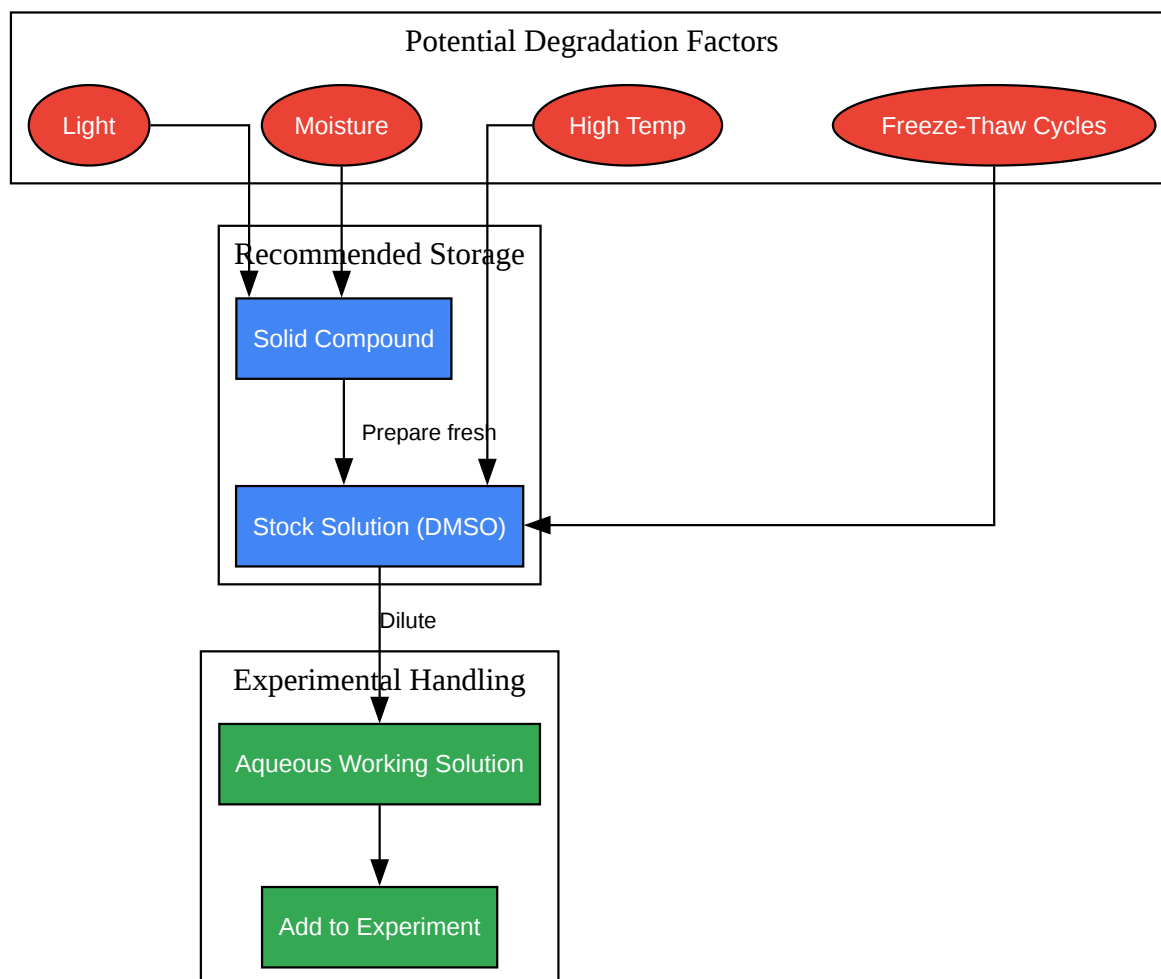 Potential Degradation Factors
Light
Moisture
High Temp
Freeze-Thaw Cycles
Recommended Storage
Solid Compound
Prepare fresh
Stock Solution (DMSO)
Dilute
Experimental Handling
Aqueous Working Solution
Add to Experiment